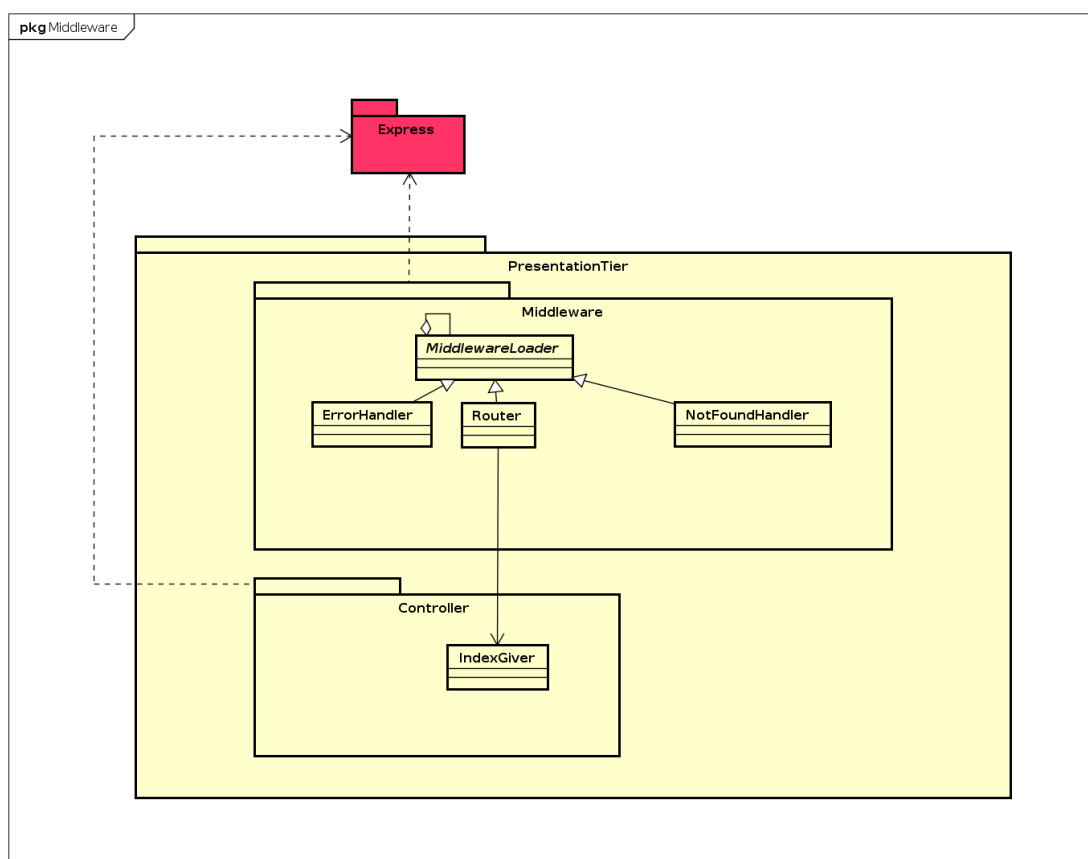 pkg Middleware
Express
PresentationTier
Middleware
MiddlewareLoader
ErrorHandler
Router
NotFoundHandler
Controller
IndexGiver